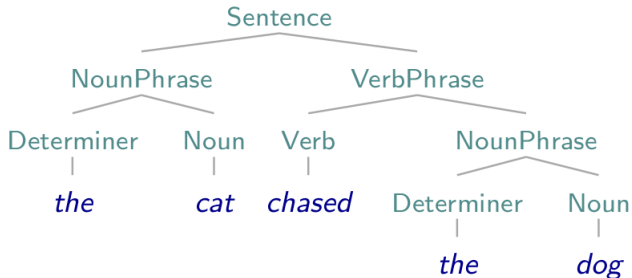 Sentence
NounPhrase VerbPhrase
Determiner Noun Verb NounPhrase
the cat chased Determiner Noun
the dog